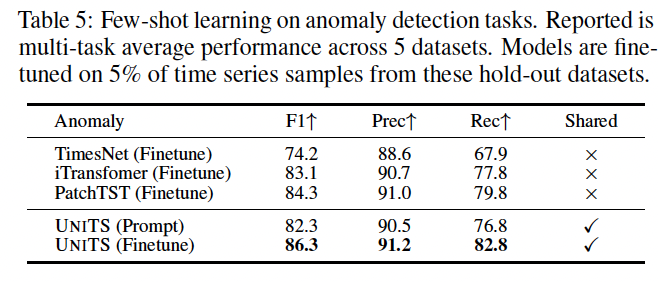 Table 5: Few-shot learning on anomaly detection tasks. Reported is
multi-task average performance across 5 datasets. Models are fine-
tuned on 5% of time series samples from these hold-out datasets.
Anomaly F1↑ Prec↑ Rec↑ Shared
TimesNet (Finetune) 74.2 88.6 67.9 ×
iTransfomer (Finetune) 83.1 90.7 77.8 ×
PatchTST (Finetune) 84.3 91.0 79.8 ×
UNITS (Prompt) 82.3 90.5 76.8 ✓
UNITS (Finetune) 86.3 91.2 82.8 ✓